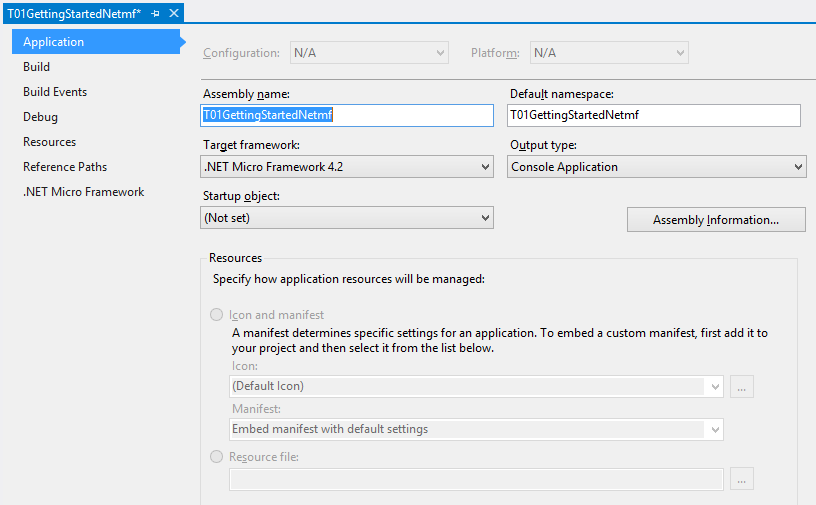 T01GettingStartedNetmf*
Application
Build
Build Events
Debug
Resources
Reference Paths
.NET Micro Framework
Configuration: N/A Platform: N/A
Assembly name: Default namespace:
T01GettingStartedNetmf T01GettingStartedNetmf
Target framework: Output type:
.NET Micro Framework 4.2 Console Application
Startup object:
(Not set) Assembly Information...
Resources
Specify how application resources will be managed:
Icon and manifest
A manifest determines specific settings for an application. To embed a custom manifest, first add it to
your project and then select it from the list below.
Icon:
(Default Icon) ...
Manifest:
Embed manifest with default settings
Resource file:
...